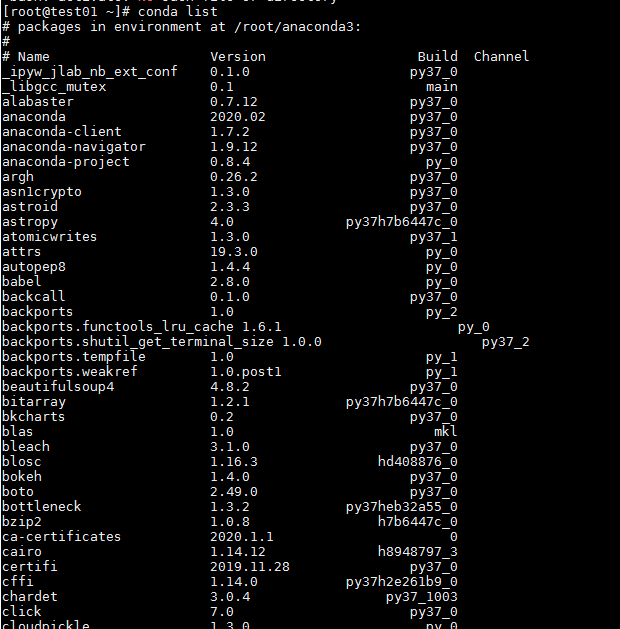 [root@test01 ~]# conda list
# packages in environment at /root/anaconda3:
#
# Name Version Build Channel
_ipyw_jlab_nb_ext_conf 0.1.0 py37_0
_libgcc_mutex 0.1 main
alabaster 0.7.12 py37_0
anaconda 2020.02 py37_0
anaconda-client 1.7.2 py37_0
anaconda-navigator 1.9.12 py37_0
anaconda-project 0.8.4 py_0
argh 0.26.2 py37_0
asn1crypto 1.3.0 py37_0
astroid 2.3.3 py37_0
astropy 4.0 py37h7b6447c_0
atomicwrites 1.3.0 py37_1
attrs 19.3.0 py_0
autopep8 1.4.4 py_0
babel 2.8.0 py_0
backcall 0.1.0 py37_0
backports 1.0 py_2
backports.functools_lru_cache 1.6.1 py_0
backports.shutil_get_terminal_size 1.0.0 py37_2
backports.tempfile 1.0 py_1
backports.weakref 1.0.post1 py_1
beautifulsoup4 4.8.2 py37_0
bitarray 1.2.1 py37h7b6447c_0
bkcharts 0.2 py37_0
blas 1.0 mkl
bleach 3.1.0 py37_0
blosc 1.16.3 hd408876_0
bokeh 1.4.0 py37_0
boto 2.49.0 py37_0
bottleneck 1.3.2 py37heb32a55_0
bzip2 1.0.8 h7b6447c_0
ca-certificates 2020.1.1 0
cairo 1.14.12 h8948797_3
certifi 2019.11.28 py37_0
cffi 1.14.0 py37h2e261b9_0
chardet 3.0.4 py37_1003
click 7.0 py37_0
cloudpickle 1.3.0 py_0